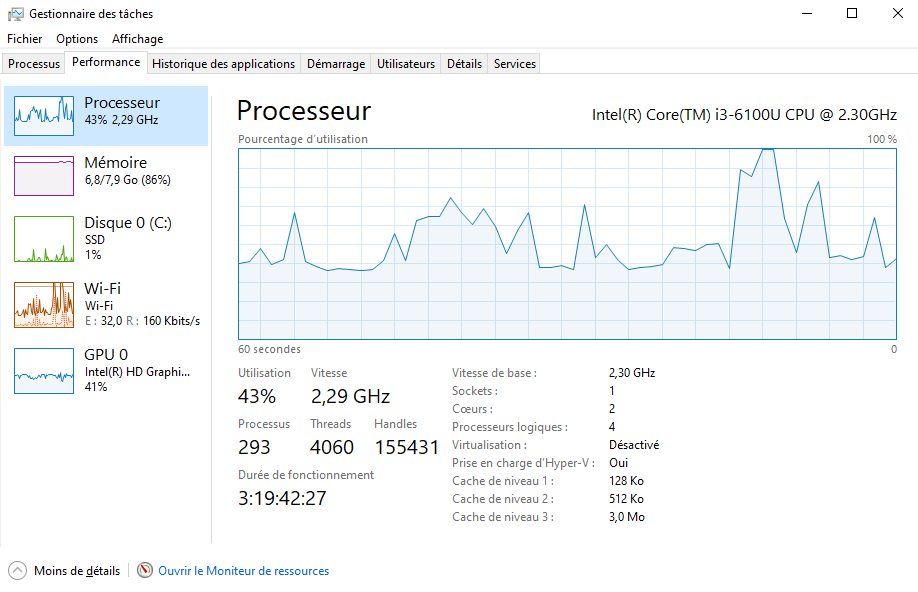 Gestionnaire des tâches
Fichier Options Affichage
Processus Performance Historique des applications Démarrage Utilisateurs Détails Services
Processeur
43% 2,29 GHz
Mémoire
6,8/7,9 Go (86%)
Disque 0 (C:)
SSD
1%
Wi-Fi
Wi-Fi
E : 32,0 R : 160 Kbits/s
GPU 0
Intel(R) HD Graphi...
41%
Processeur Intel(R) Core(TM) i3-6100U CPU @ 2.30GHz
Pourcentage d’utilisation 100 %
60 secondes 0
Utilisation Vitesse
43% 2,29 GHz
Processus Threads Handles
293 4060 155431
Durée de fonctionnement
3:19:42:27
Vitesse de base : 2,30 GHz
Sockets : 1
Cœurs : 2
Processeurs logiques : 4
Virtualisation : Désactivé
Prise en charge d’Hyper-V : Oui
Cache de niveau 1 : 128 Ko
Cache de niveau 2 : 512 Ko
Cache de niveau 3 : 3,0 Mo
Moins de détails Ouvrir le Moniteur de ressources